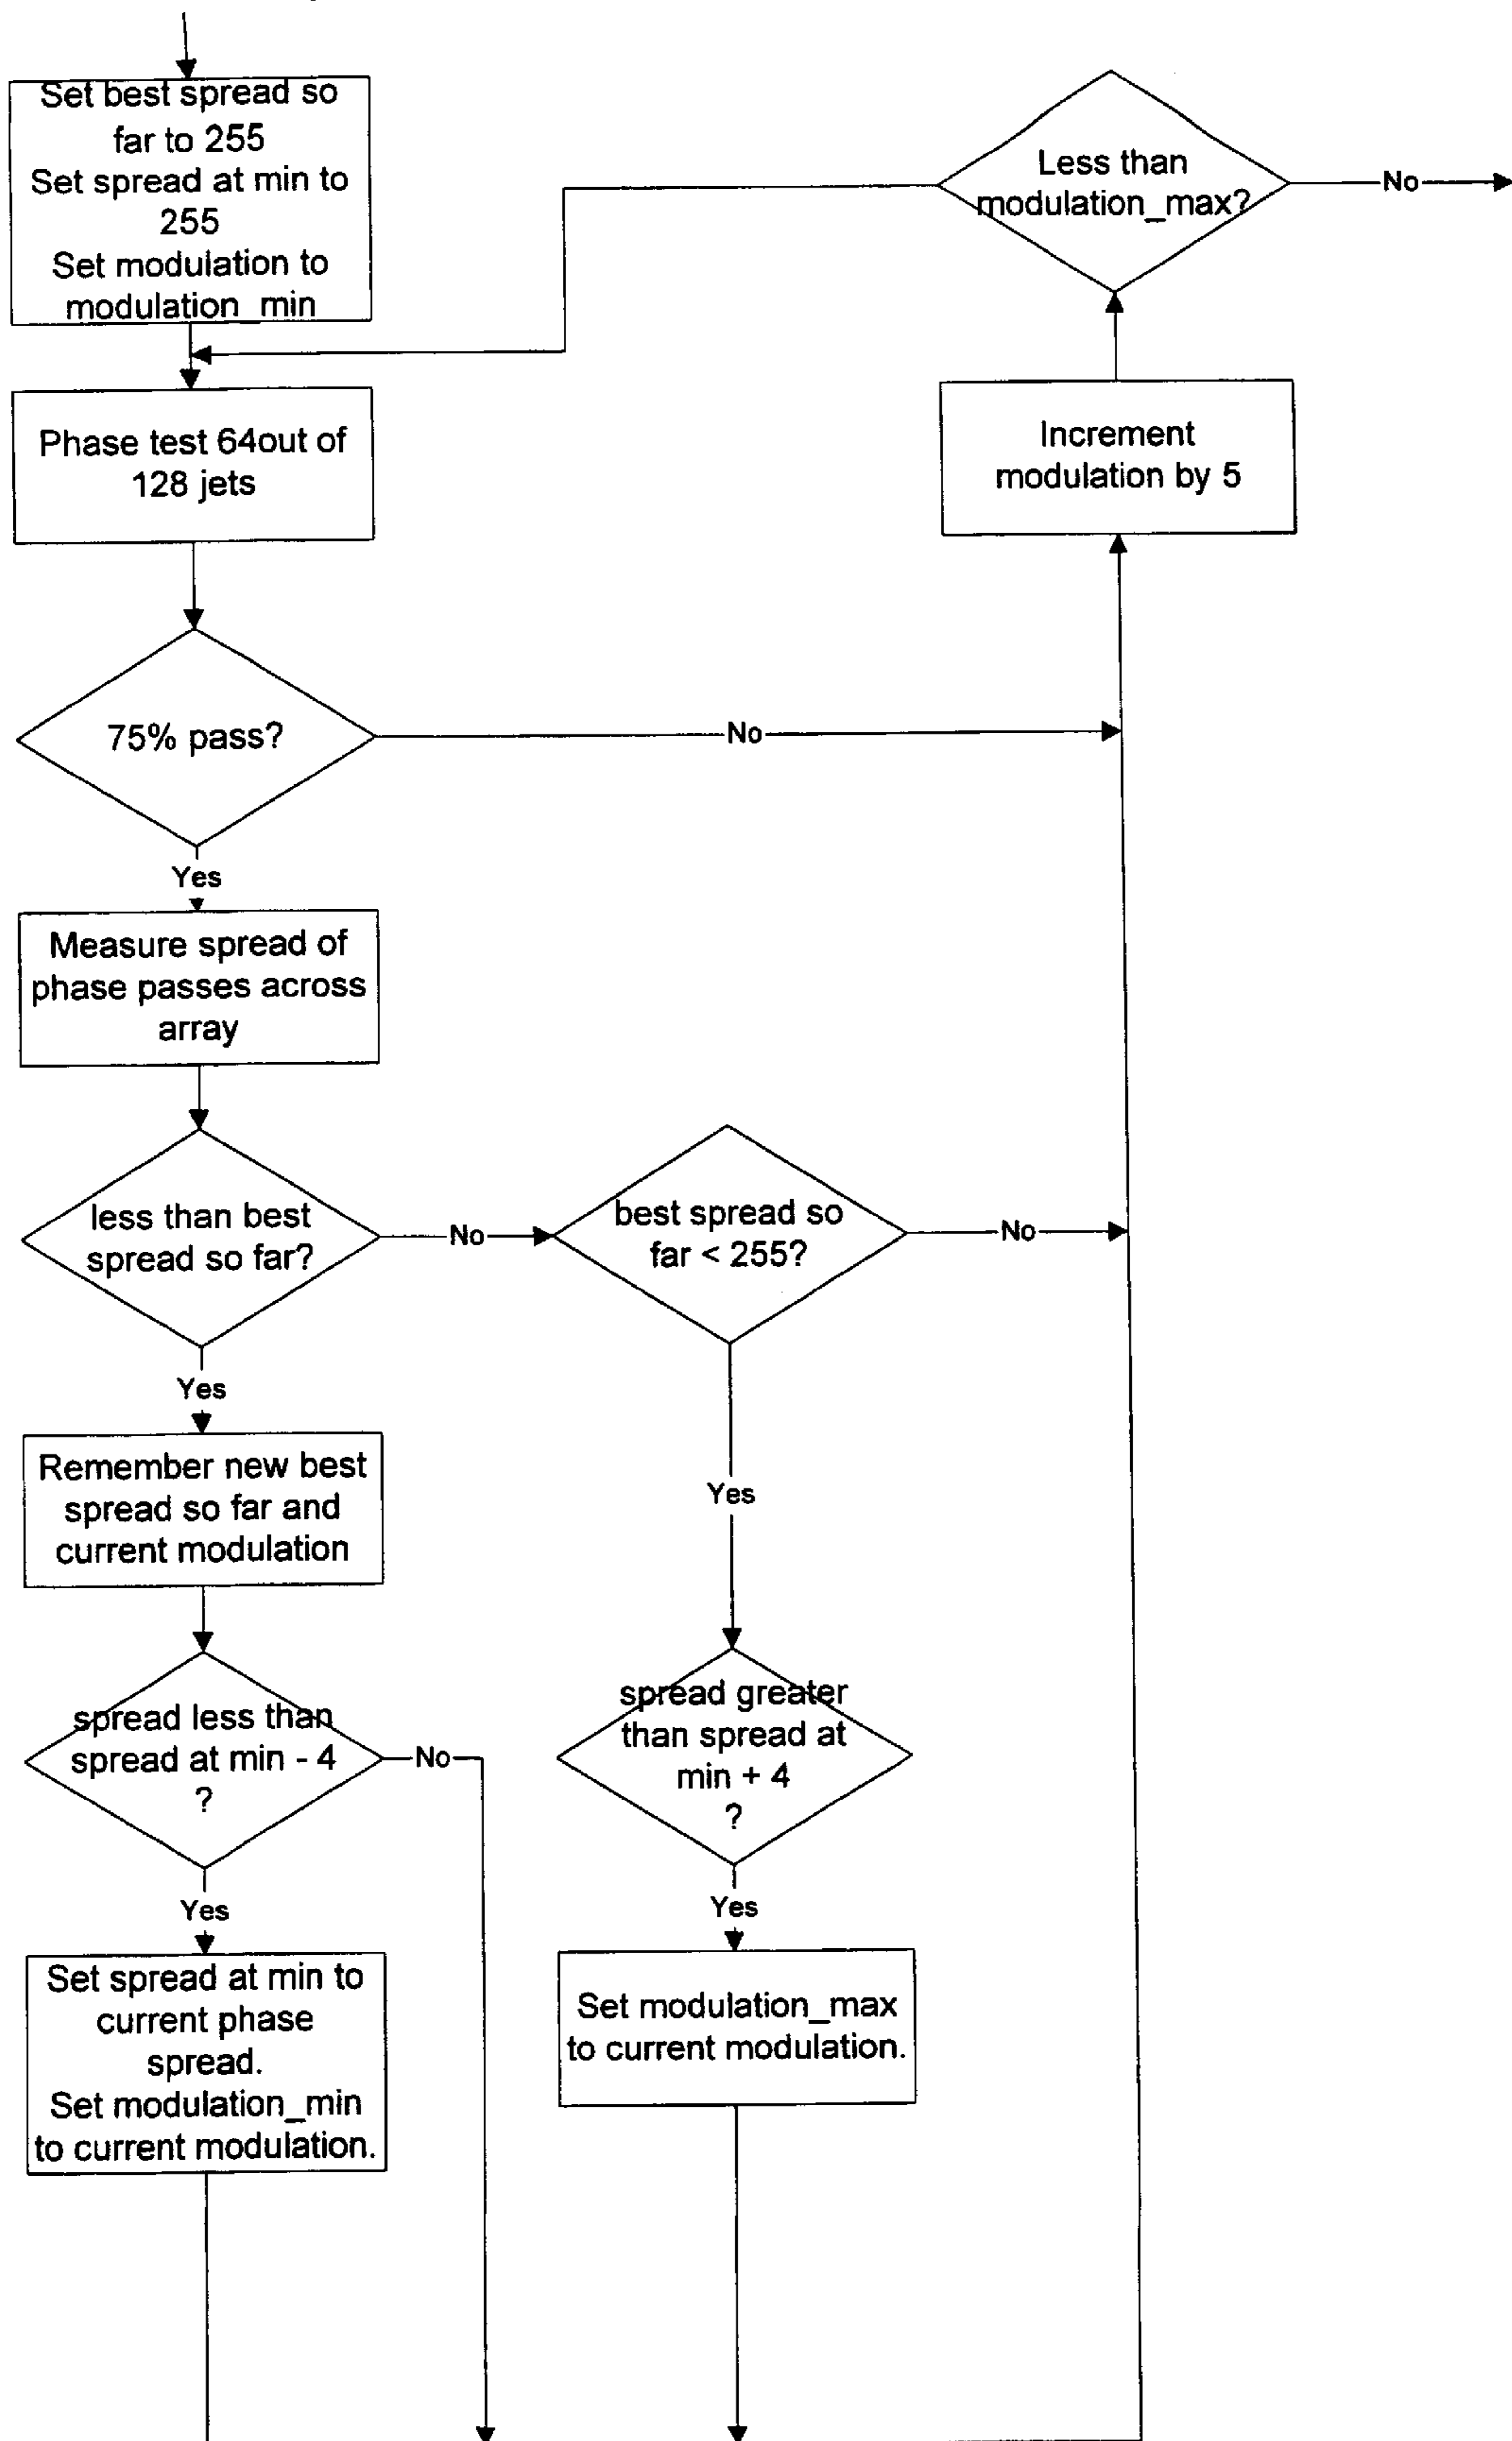 Set best spread so
far to 255
Set spread at min to
255
Set modulation to
modulation_min
Less than
modulation_max?
No
Phase test 64out of
128 jets
Increment
modulation by 5
75% pass?
No
Yes
Measure spread of
phase passes across
array
less than best
spread so far?
No
best spread so
far < 255?
No
Yes
Remember new best
spread so far and
current modulation
Yes
spread less than
spread at min - 4
?
No
spread greater
than spread at
min + 4
?
Yes
Yes
Set spread at min to
current phase
spread.
Set modulation_min
to current modulation.
Set modulation_max
to current modulation.